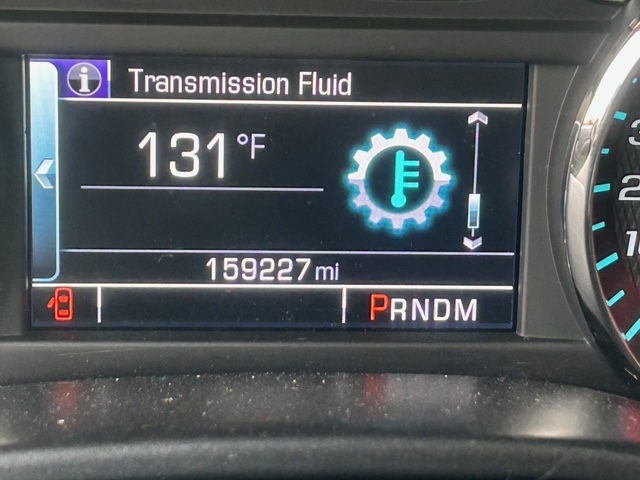 i Transmission Fluid
131 °F
159227 mi
PRNDM